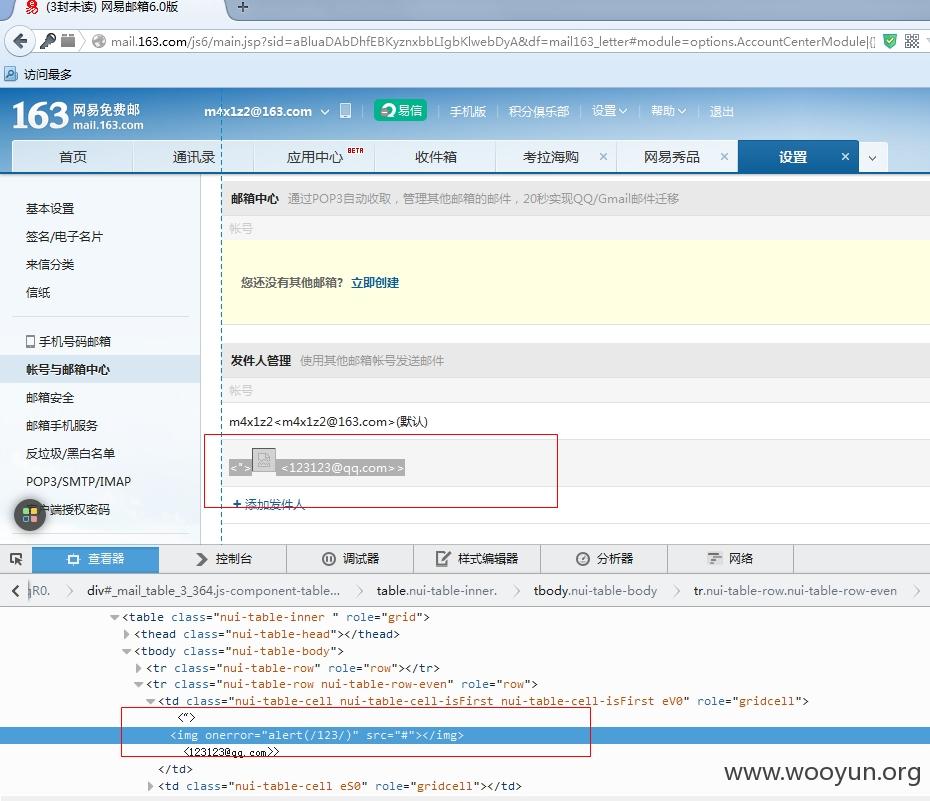 (3封未读) 网易邮箱6.0版
mail.163.com/js6/main.jsp?sid=aBluaDAbDhfEBKyznxbbLIgbKlwebDyA&df=mail163_letter#module=options.AccountCenterModule|{}
访问最多
163 网易免费邮 mail.163.com m4x1z2@163.com 易信 手机版 积分俱乐部 设置 帮助 退出
首页 通讯录 应用中心 BETA 收件箱 考拉海购 × 网易秀品 × 设置 ×
基本设置
签名/电子名片
来信分类
信纸
手机号码邮箱
帐号与邮箱中心
邮箱安全
邮箱手机服务
反垃圾/黑白名单
POP3/SMTP/IMAP
户端授权密码
邮箱中心 通过POP3自动收取，管理其他邮箱的邮件，20秒实现QQ/Gmail邮件迁移
帐号
您还没有其他邮箱? 立即创建
发件人管理 使用其他邮箱帐号发送邮件
帐号
m4x1z2<m4x1z2@163.com>(默认)
<"> <123123@qq.com>>
+ 添加发件人
查看器 控制台 调试器 样式编辑器 分析器 网络
div#_mail_table_3_364.js-component-table... table.nui-table-inner. tbody.nui-table-body tr.nui-table-row.nui-table-row-even
<table class="nui-table-inner " role="grid">
<thead class="nui-table-head"></thead>
<tbody class="nui-table-body">
<tr class="nui-table-row" role="row"></tr>
<tr class="nui-table-row nui-table-row-even" role="row">
<td class="nui-table-cell nui-table-cell-isFirst nui-table-cell-isFirst eV0" role="gridcell">
<">
<img onerror="alert(/123/)" src="#"></img>
<123123@qq.com>>
</td>
<td class="nui-table-cell eS0" role="gridcell"></td>
www.wooyun.org